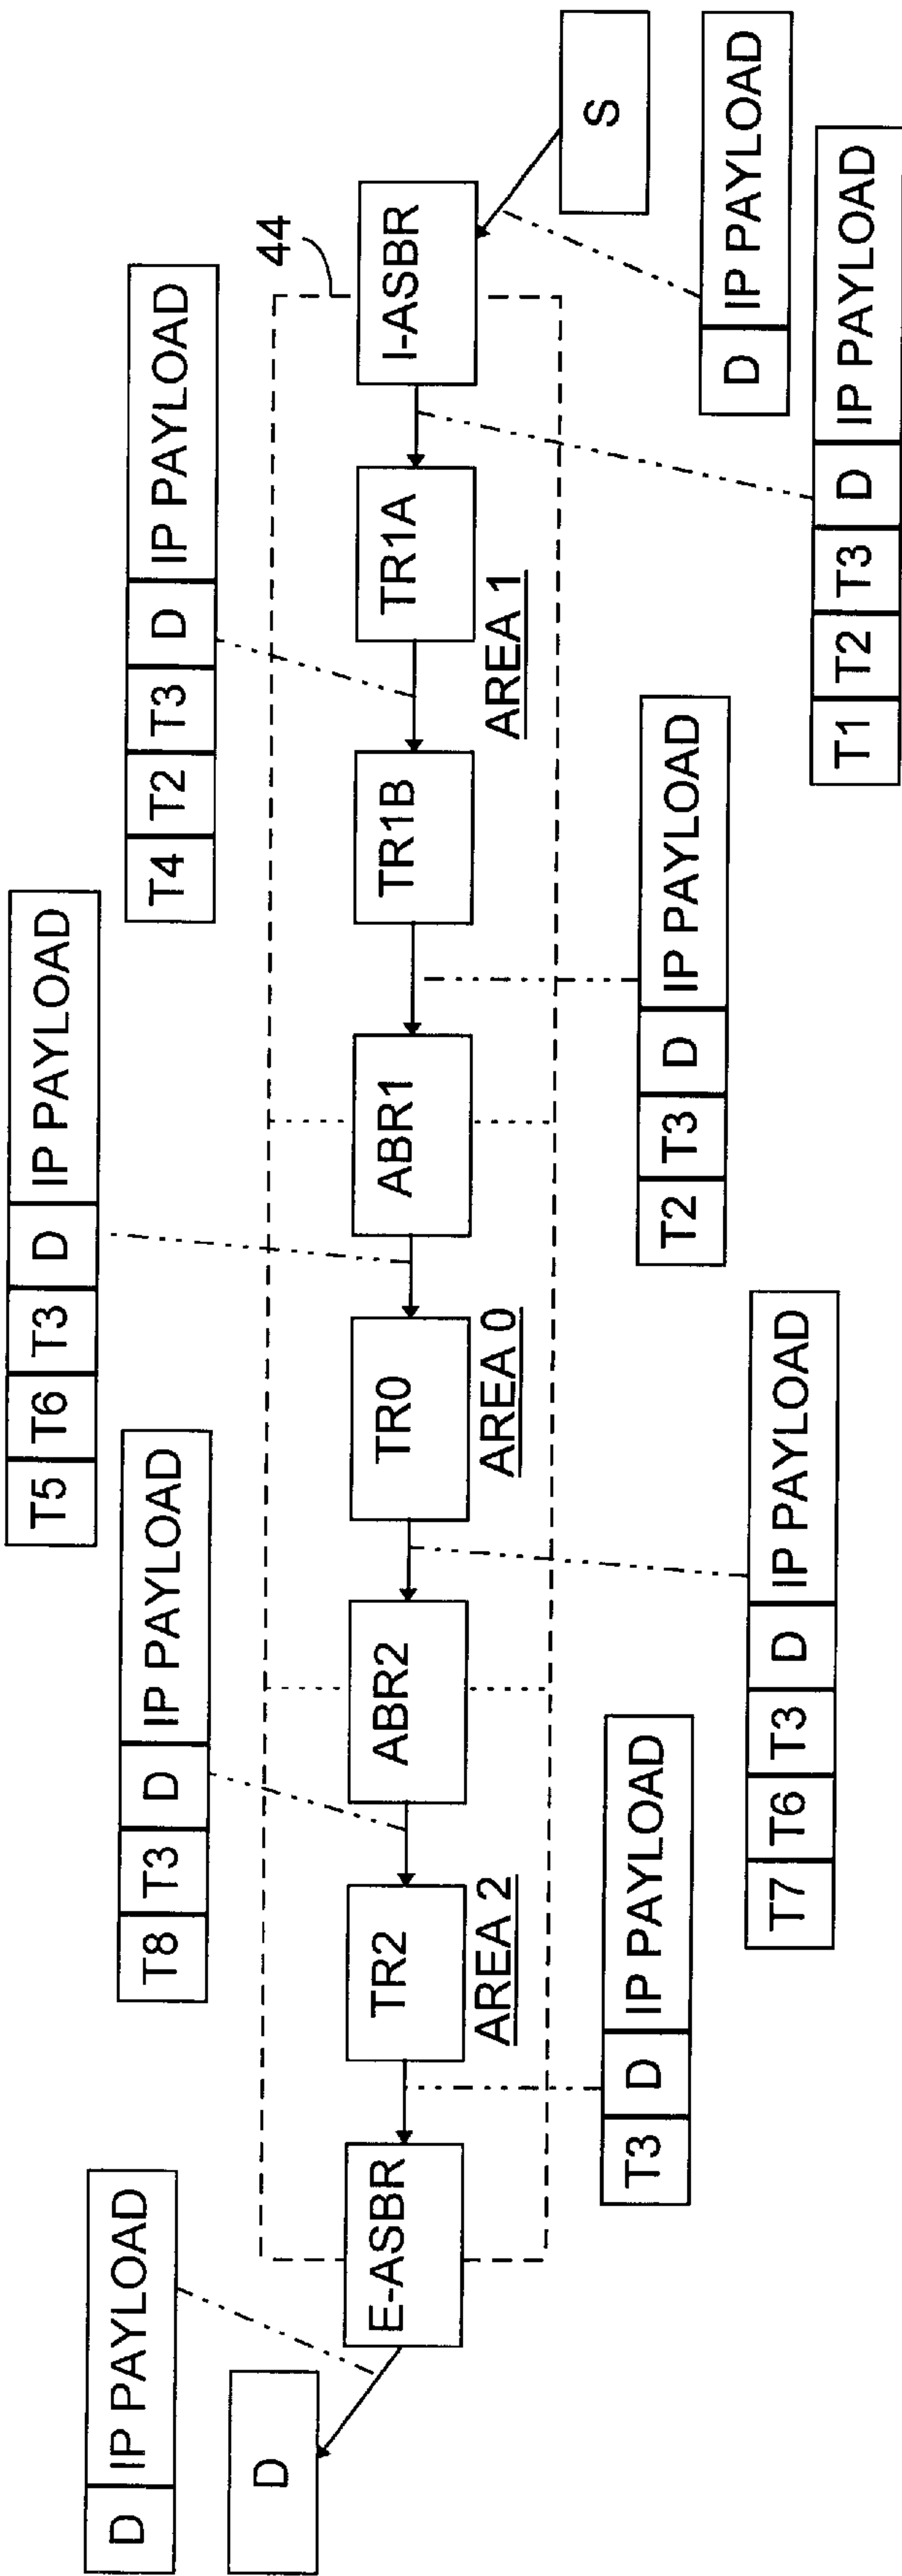 D IP PAYLOAD
D
T8 T3 D IP PAYLOAD
T5 T6 T3 D IP PAYLOAD
T4 T2 T3 D IP PAYLOAD
44
E-ASBR
TR2
ABR2
TR0
ABR1
TR1B
TR1A
I-ASBR
S
AREA 2
AREA 0
AREA 1
T3 D IP PAYLOAD
T7 T6 T3 D IP PAYLOAD
T2 T3 D IP PAYLOAD
D IP PAYLOAD
T1 T2 T3 D IP PAYLOAD